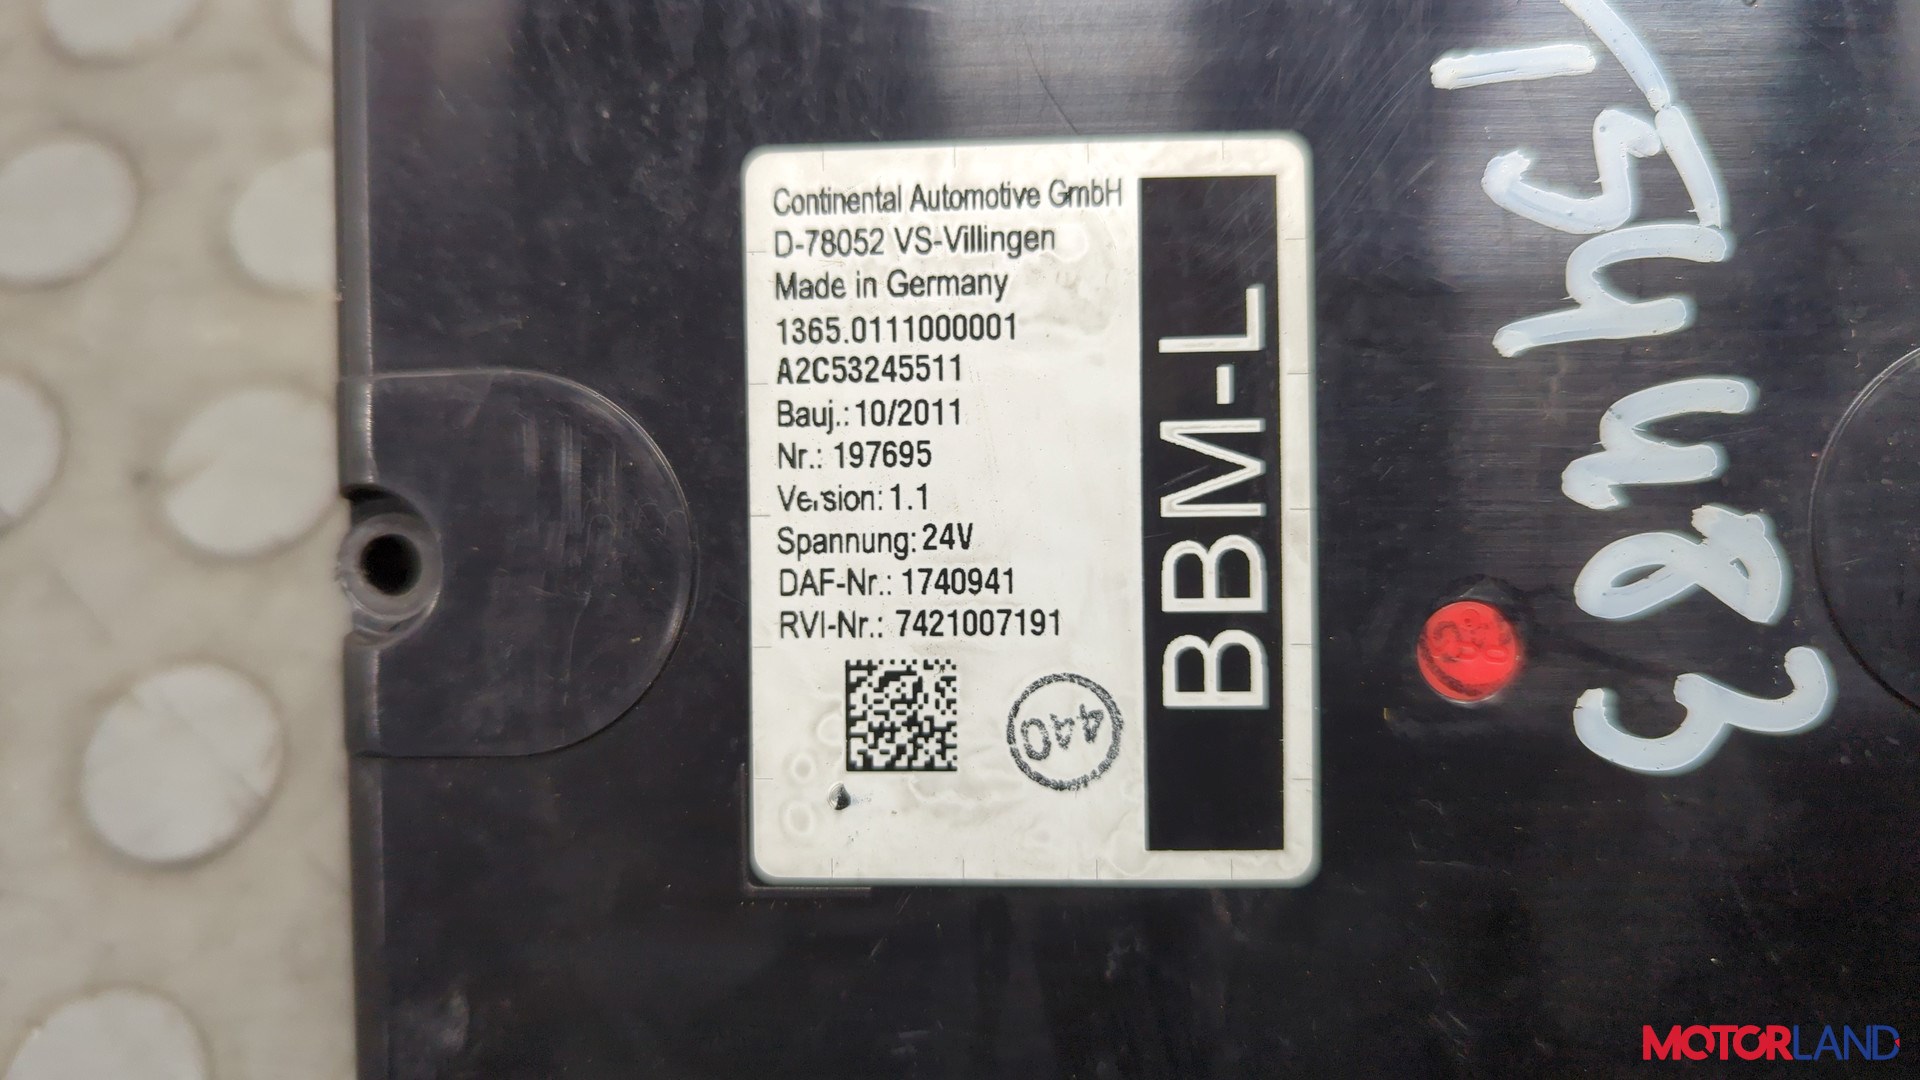 Continental Automotive GmbH
D-78052 VS-Villingen
Made in Germany
1365.0111000001
A2C53245511
Bauj.: 10/2011
Nr.: 197695
Version: 1.1
Spannung: 24V
DAF-Nr.: 1740941
RVI-Nr.: 7421007191
440
BBM-L
MOTORLAND